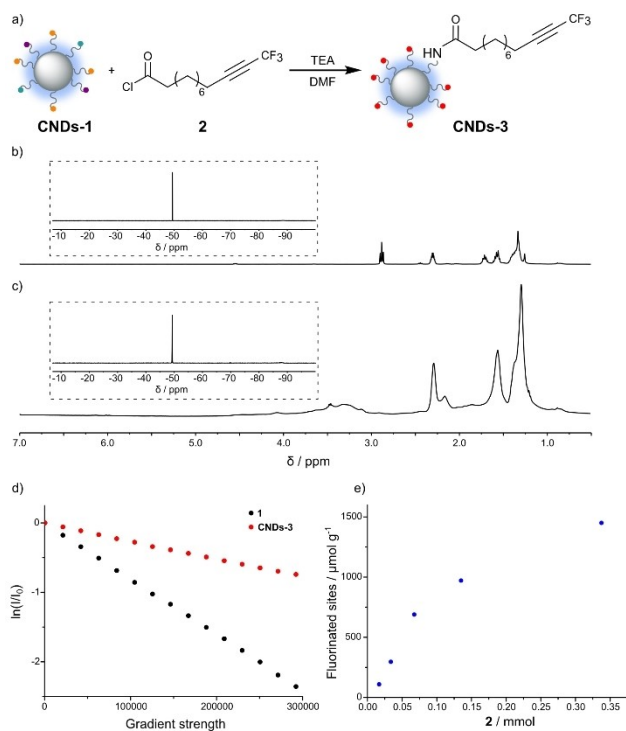 a)
O
Cl
6
CF3
+
TEA
DMF
O
HN
6
CF3
CNDs-1
2
CNDs-3
b)
-10 -20 -30 -40 -50 -60 -70 -80 -90
δ / ppm
c)
-10 -20 -30 -40 -50 -60 -70 -80 -90
δ / ppm
7.0 6.0 5.0 4.0 3.0 2.0 1.0
δ / ppm
d)
1
CNDs-3
0
-1
-2
ln(I/I0)
0 100000 200000 300000
Gradient strength
e)
1500
1000
500
0
Fluorinated sites / μmol g-1
0.00 0.05 0.10 0.15 0.20 0.25 0.30 0.35
2 / mmol